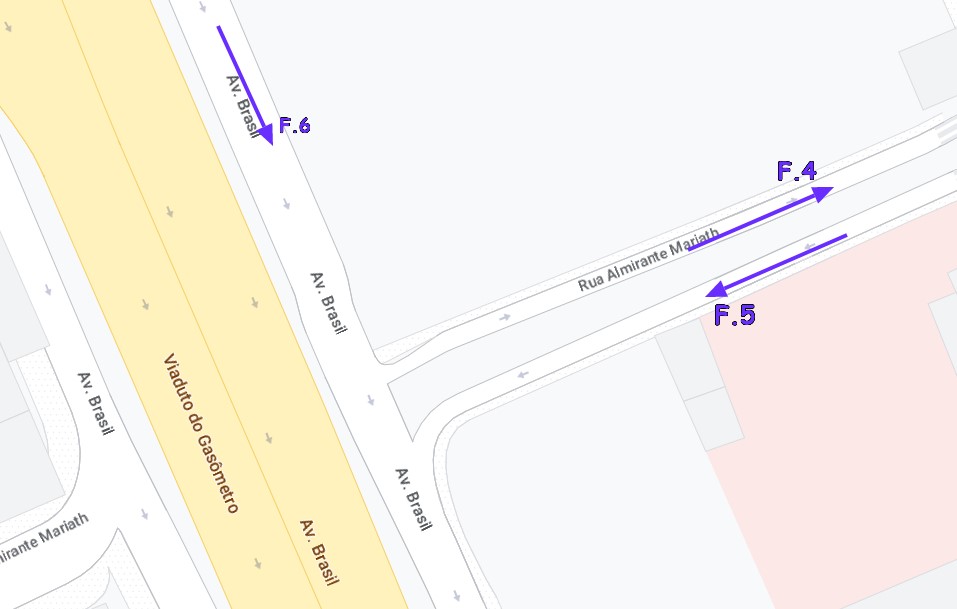 Av. Brasil
F.6
F.4
Rua Almirante Mariath
F.5
Av. Brasil
Viaduto do Gasômetro
Av. Brasil
Av. Brasil
Av. Brasil
mirante Mariath